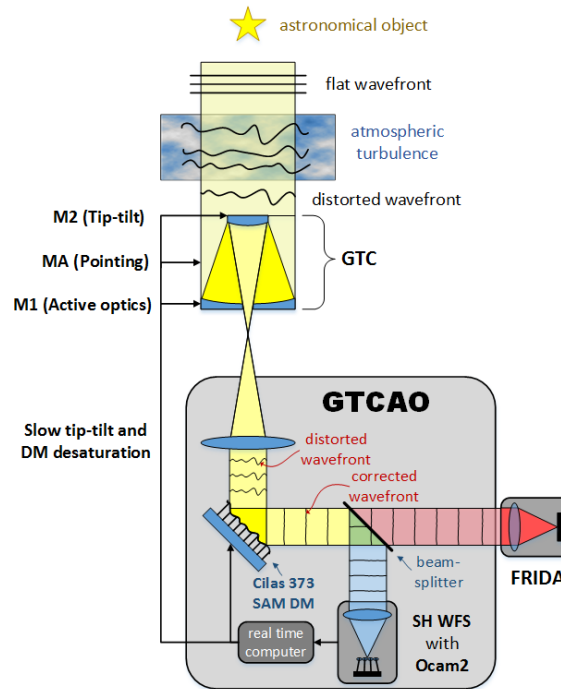 astronomical object
flat wavefront
atmospheric
turbulence
distorted wavefront
M2 (Tip-tilt)
MA (Pointing)
GTC
M1 (Active optics)
GTCAO
Slow tip-tilt and
DM desaturation
distorted
wavefront
corrected
wavefront
beam-
splitter
FRIDA
Cilas 373
SAM DM
SH WFS
with
Ocam2
real time
computer